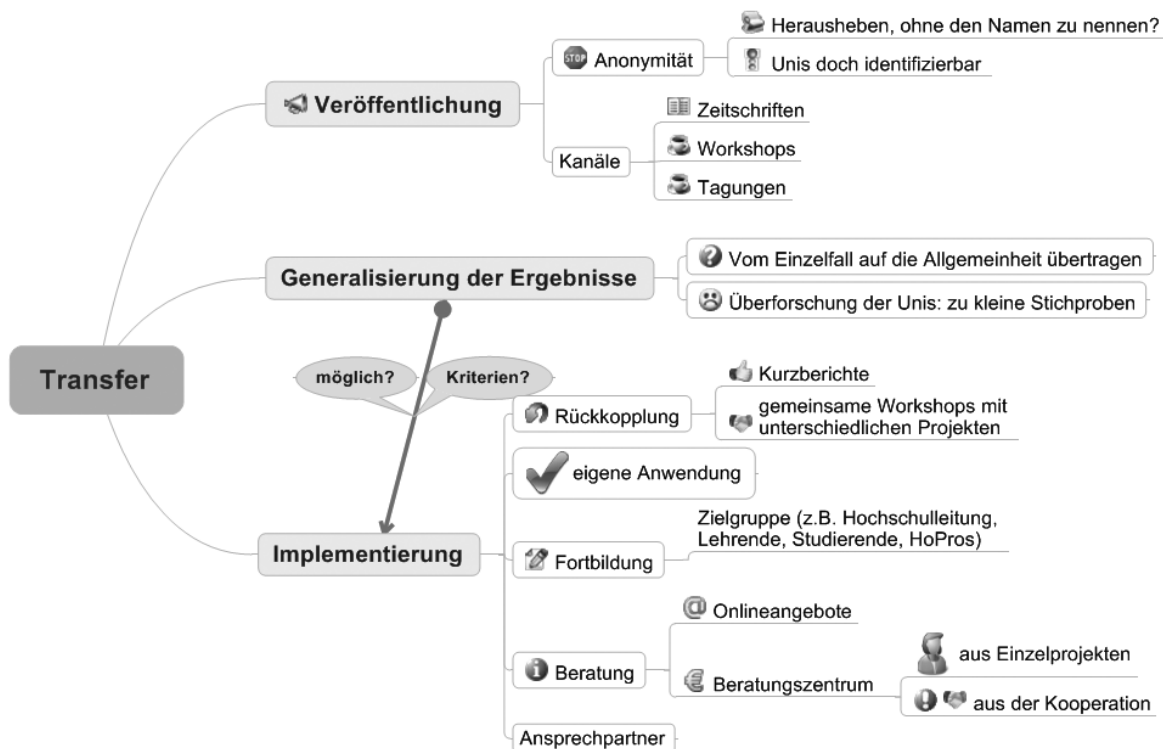 Transfer
Veröffentlichung
STOP
Anonymität
Herausheben, ohne den Namen zu nennen?
Unis doch identifizierbar
Kanäle
Zeitschriften
Workshops
Tagungen
Generalisierung der Ergebnisse
Vom Einzelfall auf die Allgemeinheit übertragen
Überforschung der Unis: zu kleine Stichproben
möglich?
Kriterien?
Implementierung
Rückkopplung
Kurzberichte
gemeinsame Workshops mit
unterschiedlichen Projekten
eigene Anwendung
Fortbildung
Zielgruppe (z.B. Hochschulleitung,
Lehrende, Studierende, HoPros)
Beratung
@ Onlineangebote
€ Beratungszentrum
aus Einzelprojekten
aus der Kooperation
Ansprechpartner